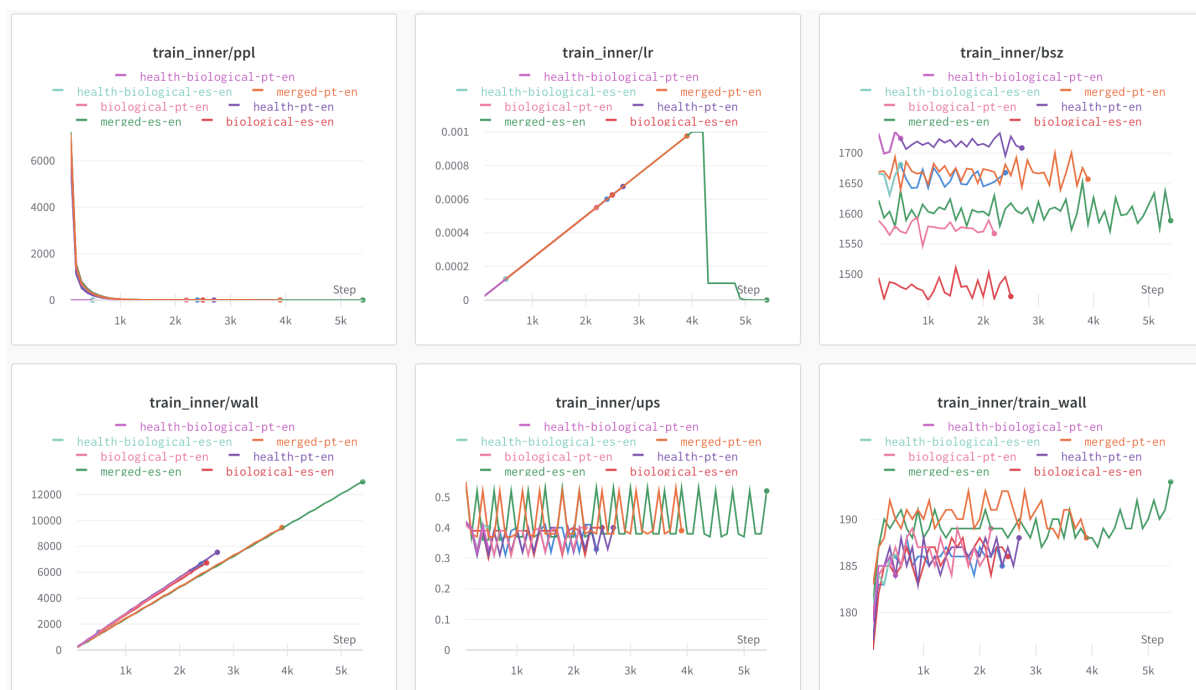 train_inner/ppl
health-biological-pt-en
health-biological-es-en merged-pt-en
biological-pt-en health-pt-en
merged-es-en biological-es-en
6000
4000
2000
0
Step
1k 2k 3k 4k 5k
train_inner/lr
health-biological-pt-en
health-biological-es-en merged-pt-en
biological-pt-en health-pt-en
merged-es-en biological-es-en
0.001
0.0008
0.0006
0.0004
0.0002
0
Step
1k 2k 3k 4k 5k
train_inner/bsz
health-biological-pt-en
health-biological-es-en merged-pt-en
biological-pt-en health-pt-en
merged-es-en biological-es-en
1700
1650
1600
1550
1500
Step
1k 2k 3k 4k 5k
train_inner/wall
health-biological-pt-en
health-biological-es-en merged-pt-en
biological-pt-en health-pt-en
merged-es-en biological-es-en
12000
10000
8000
6000
4000
2000
0
Step
1k 2k 3k 4k 5k
train_inner/ups
health-biological-pt-en
health-biological-es-en merged-pt-en
biological-pt-en health-pt-en
merged-es-en biological-es-en
0.5
0.4
0.3
0.2
0.1
0
Step
1k 2k 3k 4k 5k
train_inner/train_wall
health-biological-pt-en
health-biological-es-en merged-pt-en
biological-pt-en health-pt-en
merged-es-en biological-es-en
190
185
180
Step
1k 2k 3k 4k 5k